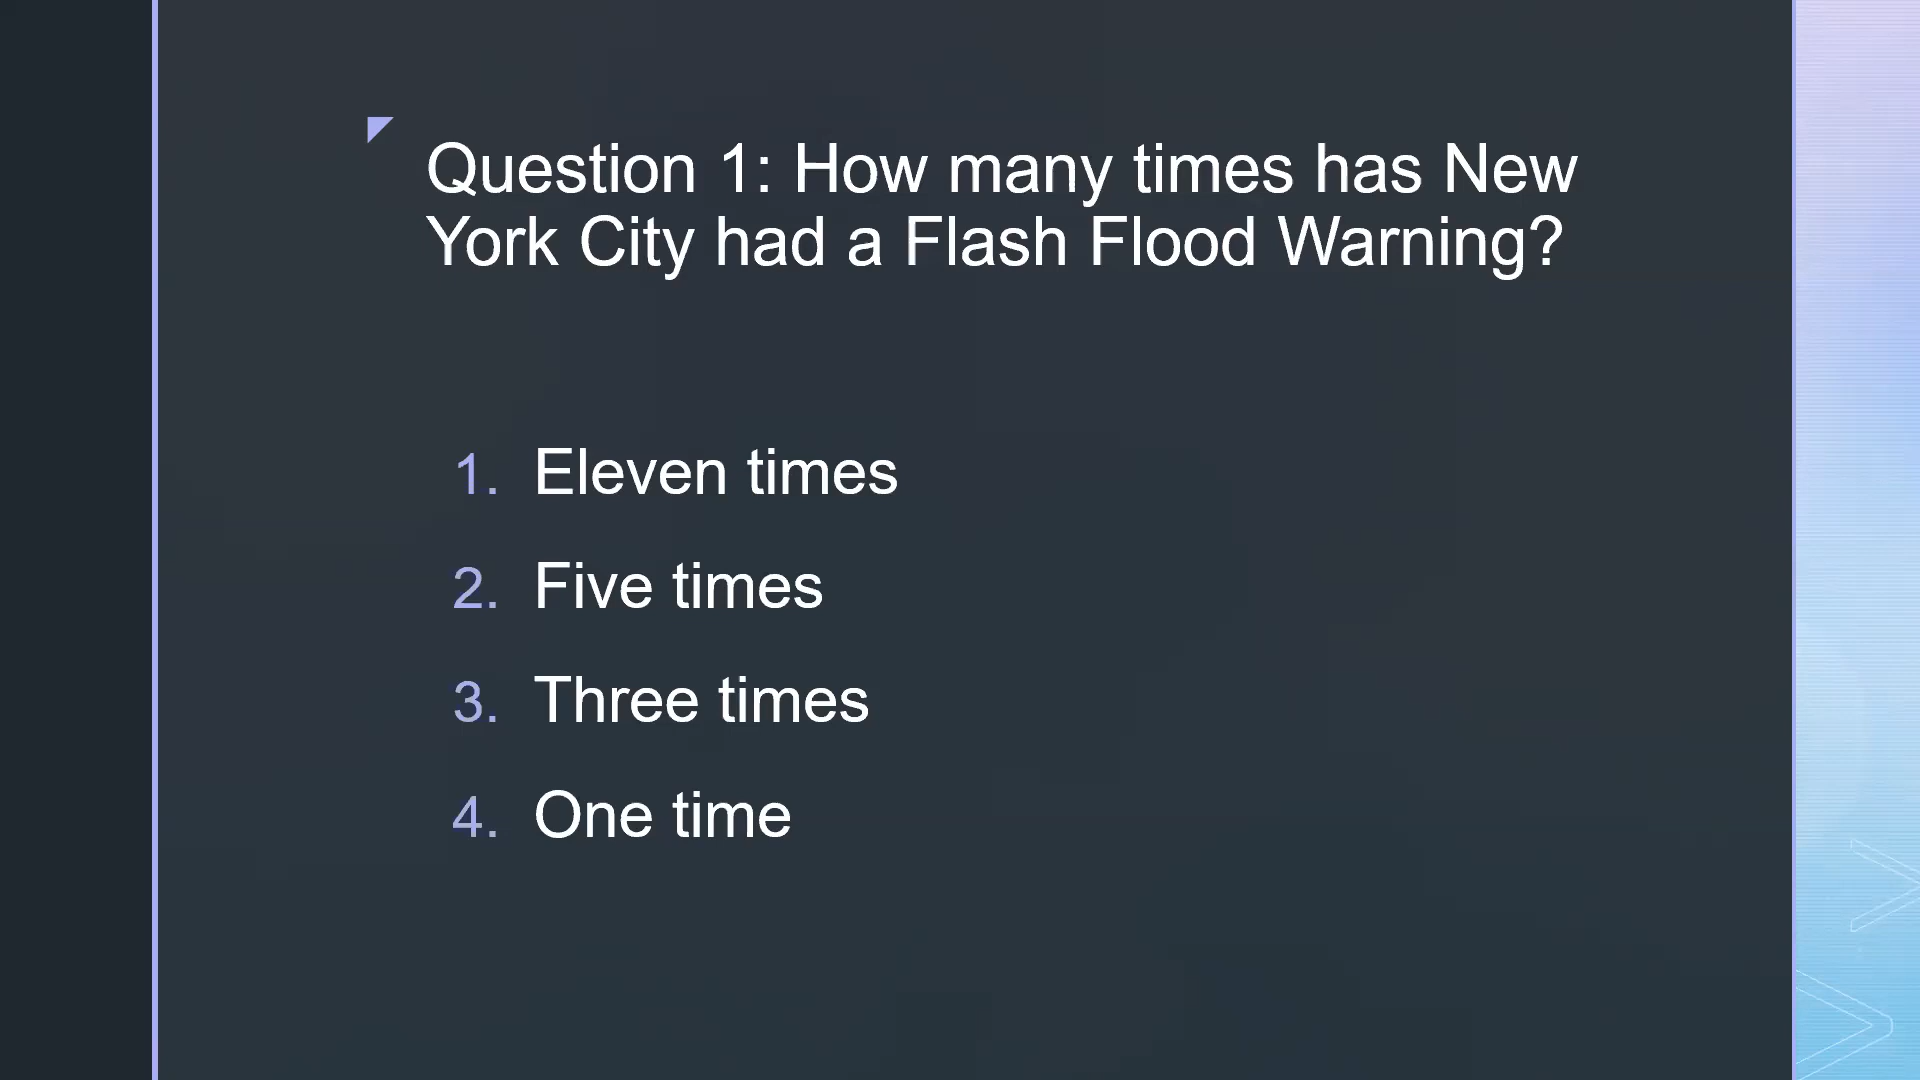 Question 1: How many times has New
York City had a Flash Flood Warning?
1. Eleven times
2. Five times
3. Three times
4. One time